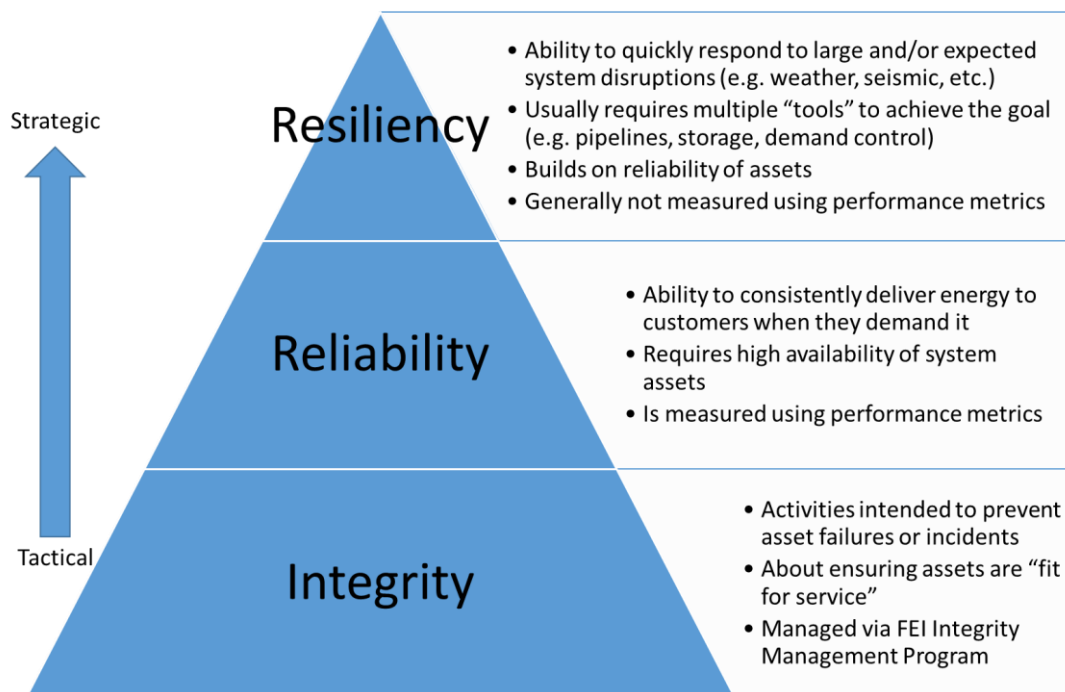 Strategic
Tactical
Resiliency
• Ability to quickly respond to large and/or expected
system disruptions (e.g. weather, seismic, etc.)
• Usually requires multiple “tools” to achieve the goal
(e.g. pipelines, storage, demand control)
• Builds on reliability of assets
• Generally not measured using performance metrics
Reliability
• Ability to consistently deliver energy to
customers when they demand it
• Requires high availability of system
assets
• Is measured using performance metrics
Integrity
• Activities intended to prevent
asset failures or incidents
• About ensuring assets are “fit
for service”
• Managed via FEI Integrity
Management Program